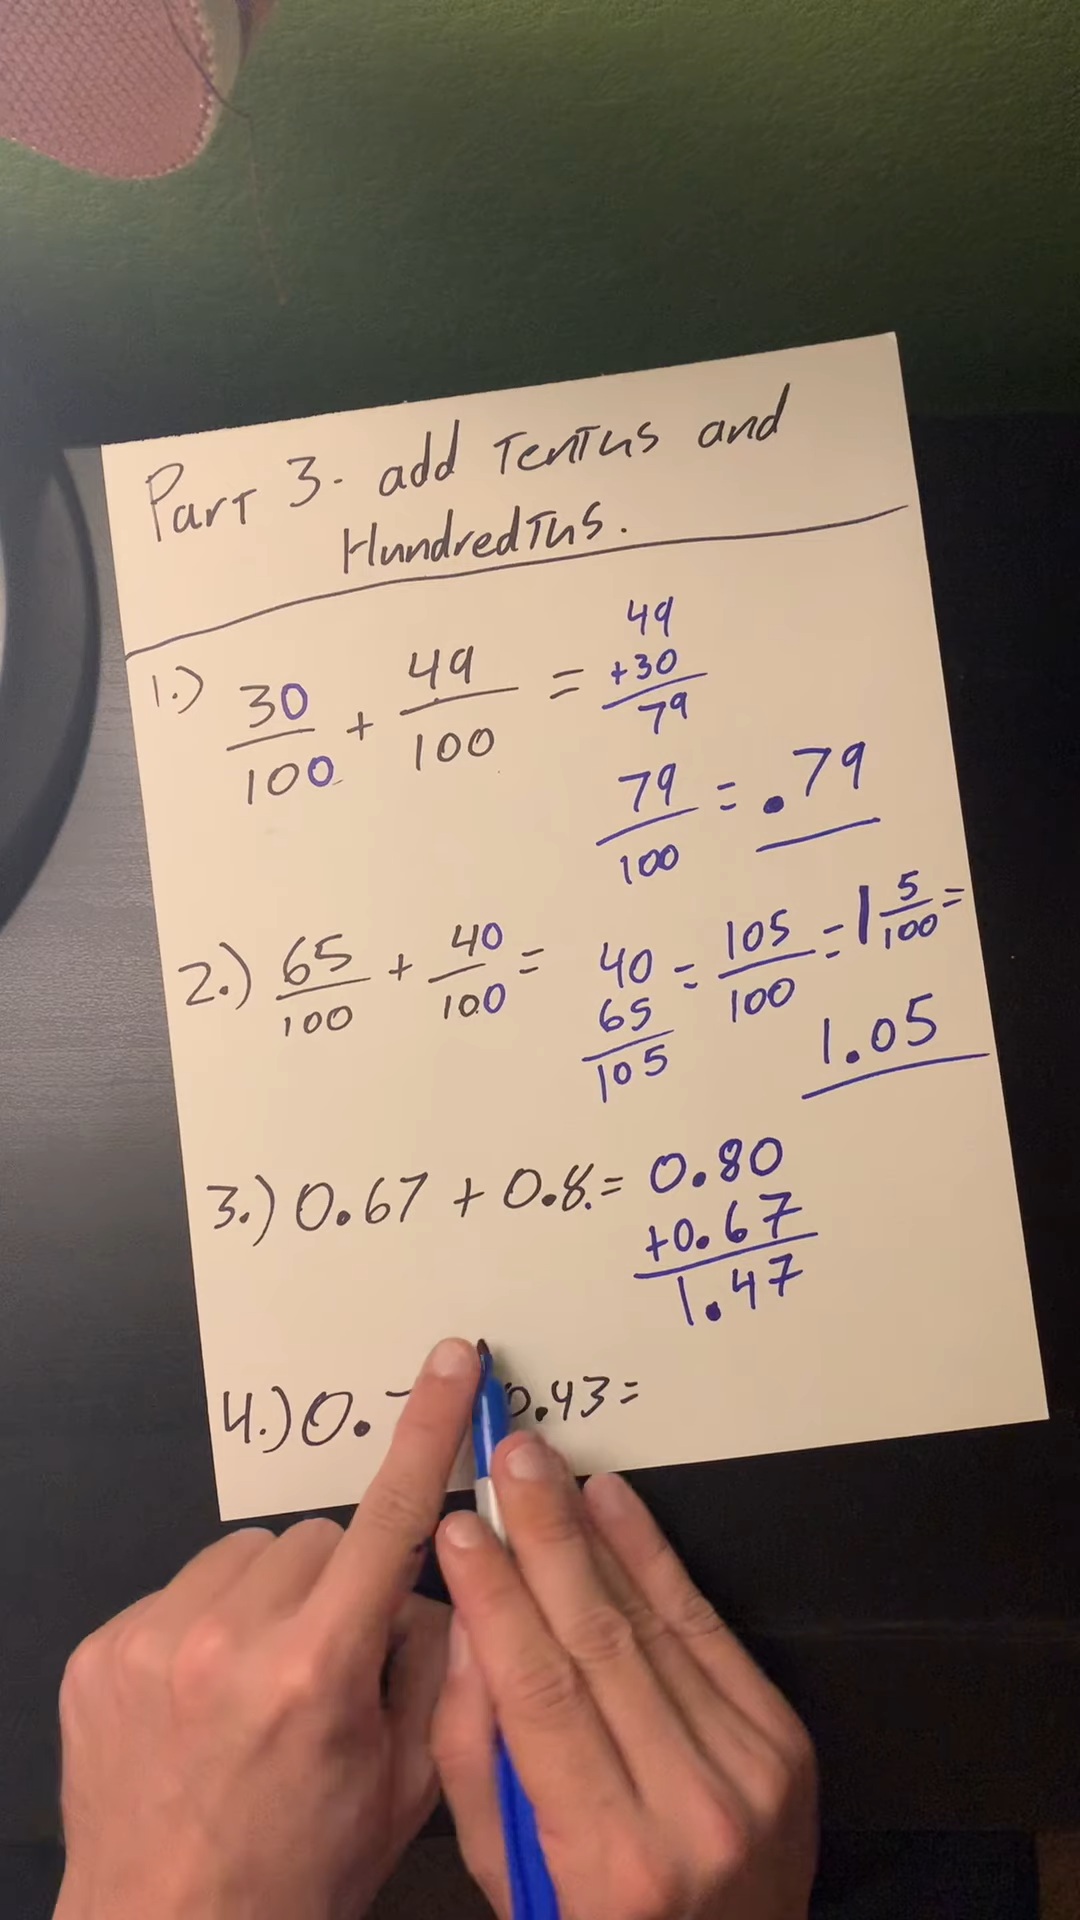 Part 3. add Tenths and
Hundredths.
1.) 30/100 + 49/100 =
49
+30
79
79/100 = .79
2.) 65/100 + 40/100 =
40
65
105
= 105/100 = 1 5/100 =
1.05
3.) 0.67 + 0.8. =
0.80
+0.67
1.47
4.) 0. 0.43 =